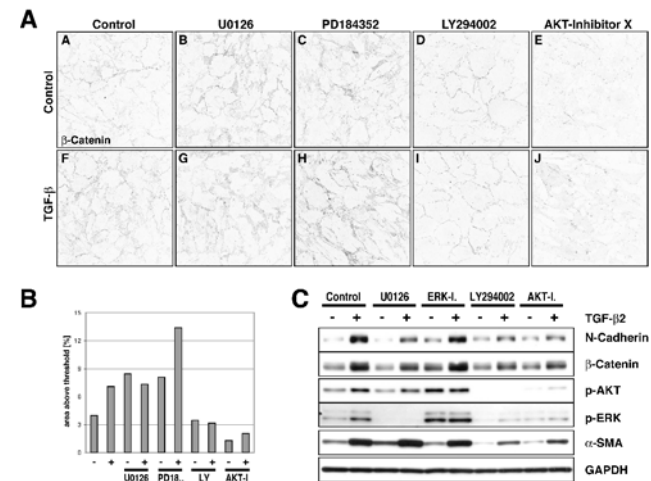 A
Control U0126 PD184352 LY294002 AKT-Inhibitor X
Control
A B C D E
β-Catenin
TGF-β
F G H I J
B
area above threshold [%]
15
12
9
6
3
0
- + - + - + - + - +
U0126 PD18.. LY AKT-I
C
Control U0126 ERK-I. LY294002 AKT-I.
- + - + - + - + - + TGF-β2
N-Cadherin
β-Catenin
p-AKT
p-ERK
α-SMA
GAPDH